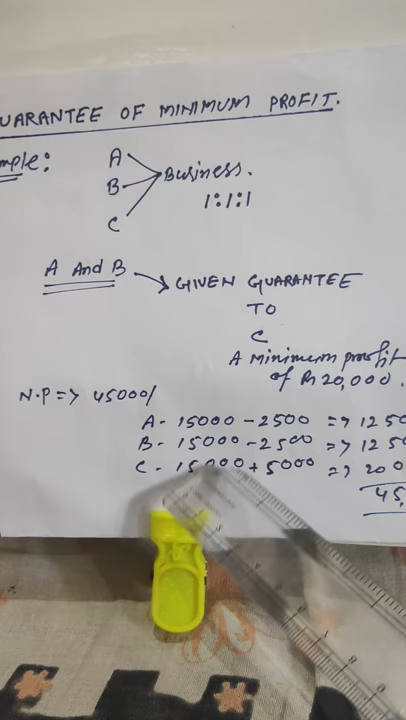 UARANTEE OF MINIMUM PROFIT.
mple:
A
B
C
Business.
1:1:1
A And B
GIVEN GUARANTEE
TO
C
A Minimum profit
of Rs 20,000.
N.P => 45000/
A - 15000 - 2500 => 1250
B - 15000 - 2500 => 1250
C - 15000 + 5000 => 200
45,